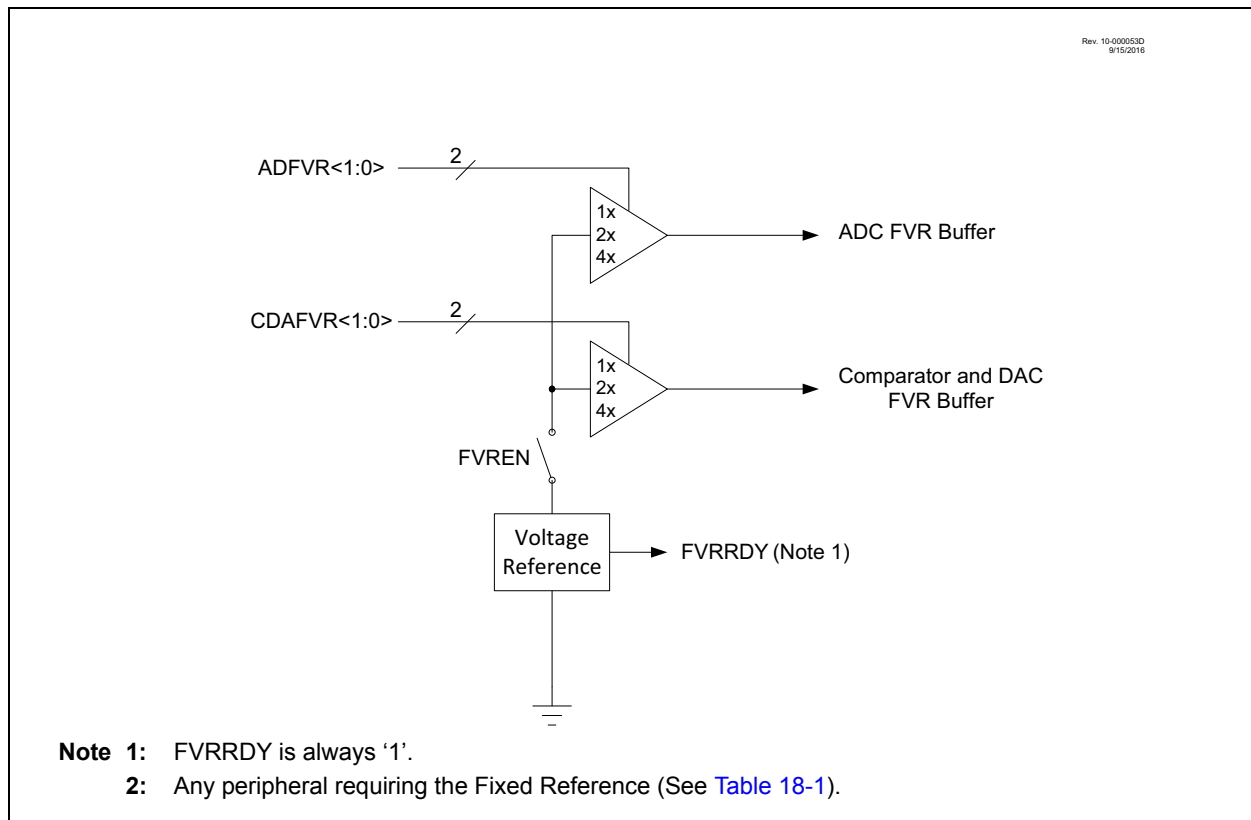 Rev. 10-000053D
9/15/2016
ADFVR<1:0>
2
1x
2x
4x
ADC FVR Buffer
CDAFVR<1:0>
2
1x
2x
4x
Comparator and DAC
FVR Buffer
FVREN
Voltage
Reference
FVRRDY (Note 1)
Note 1: FVRRDY is always ‘1’.
2: Any peripheral requiring the Fixed Reference (See Table 18-1).